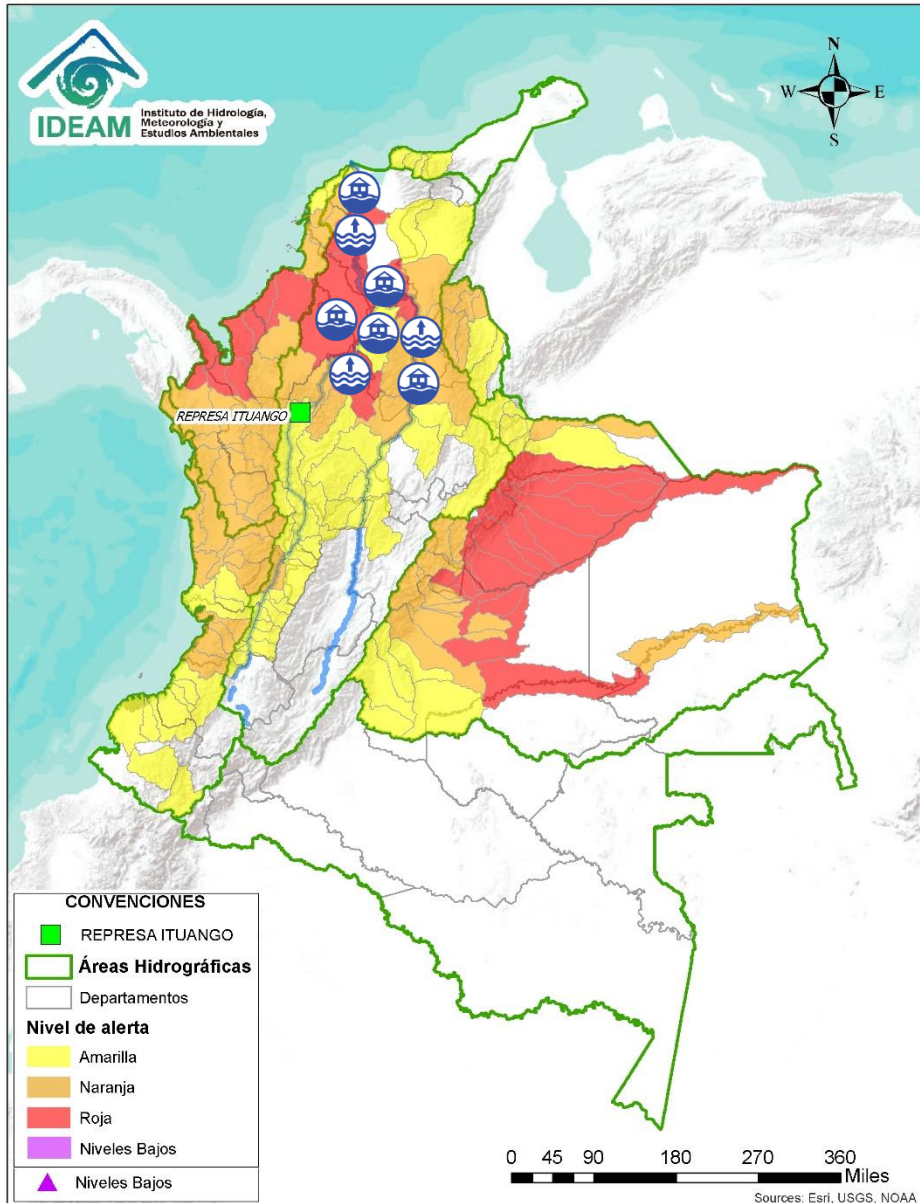 IDEAM
Instituto de Hidrología,
Meteorología y
Estudios Ambientales
N
W
E
S
REPRESA ITUANGO
CONVENCIONES
REPRESA ITUANGO
Áreas Hidrográficas
Departamentos
Nivel de alerta
Amarilla
Naranja
Roja
Niveles Bajos
Niveles Bajos
0 45 90 180 270 360
Miles
Sources: Esri, USGS, NOAA